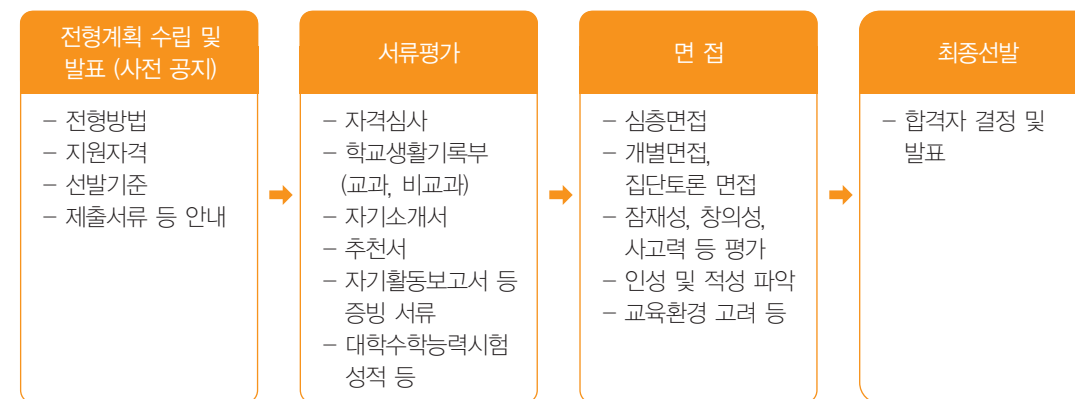 전형계획 수립 및
발표 (사전 공지)
– 전형방법
– 지원자격
– 선발기준
– 제출서류 등 안내
서류평가
– 자격심사
– 학교생활기록부
(교과, 비교과)
– 자기소개서
– 추천서
– 자기활동보고서 등
증빙 서류
– 대학수학능력시험
성적 등
면 접
– 심층면접
– 개별면접,
집단토론 면접
– 잠재성, 창의성,
사고력 등 평가
– 인성 및 적성 파악
– 교육환경 고려 등
최종선발
– 합격자 결정 및
발표